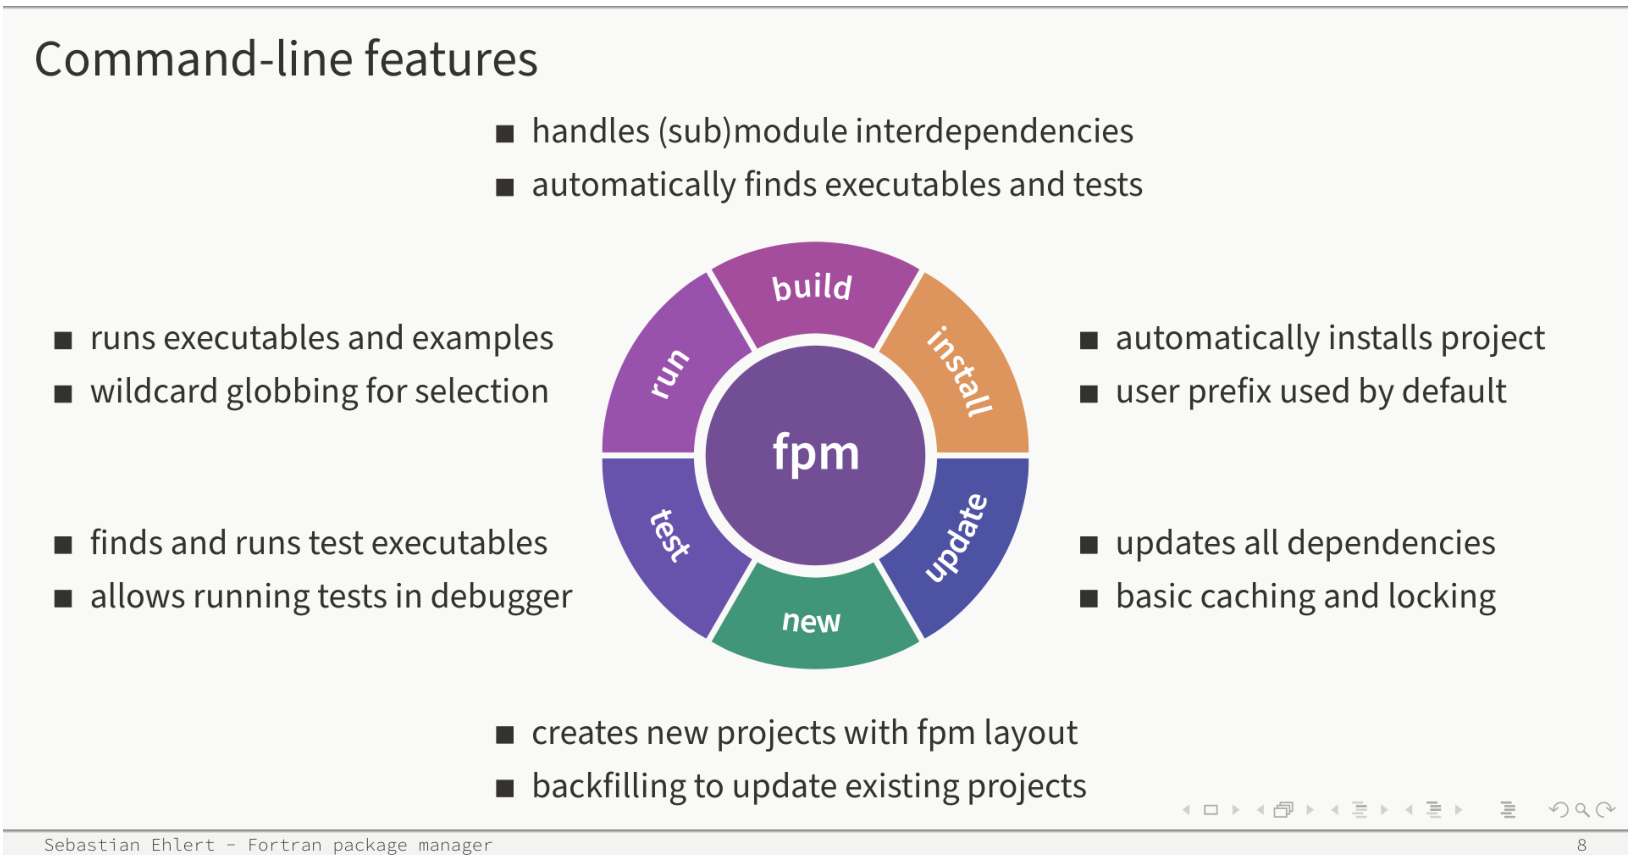 Command-line features
■ handles (sub)module interdependencies
■ automatically finds executables and tests
■ runs executables and examples
■ wildcard globbing for selection
build
run
install
■ automatically installs project
■ user prefix used by default
fpm
■ finds and runs test executables
■ allows running tests in debugger
test
new
update
■ updates all dependencies
■ basic caching and locking
■ creates new projects with fpm layout
■ backfilling to update existing projects
Sebastian Ehlert – Fortran package manager
8